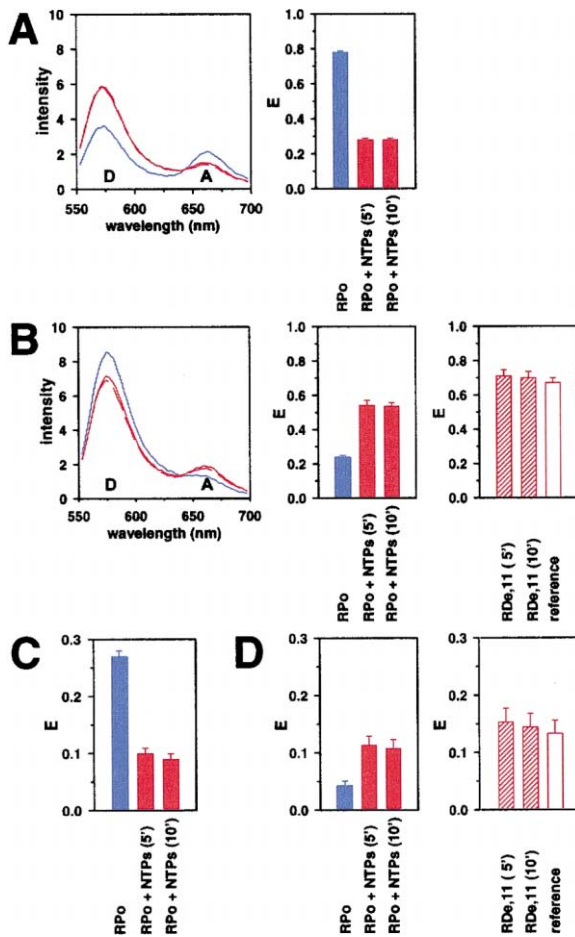 A
10
8
6
4
2
0
intensity
D
A
550
600
650
700
wavelength (nm)
1.0
0.8
0.6
0.4
0.2
0.0
E
RPo
RPo + NTPs (5')
RPo + NTPs (10')
B
10
8
6
4
2
0
intensity
D
A
550
600
650
700
wavelength (nm)
1.0
0.8
0.6
0.4
0.2
0.0
E
RPo
RPo + NTPs (5')
RPo + NTPs (10')
1.0
0.8
0.6
0.4
0.2
0.0
E
RDe,11 ( 5')
RDe,11 (10')
reference
C
0.3
0.2
0.1
0.0
E
RPo
RPo + NTPs (5')
RPo + NTPs (10')
D
0.3
0.2
0.1
0.0
E
RPo
RPo + NTPs (5')
RPo + NTPs (10')
0.3
0.2
0.1
0.0
E
RDe,11 ( 5')
RDe,11 (10')
reference